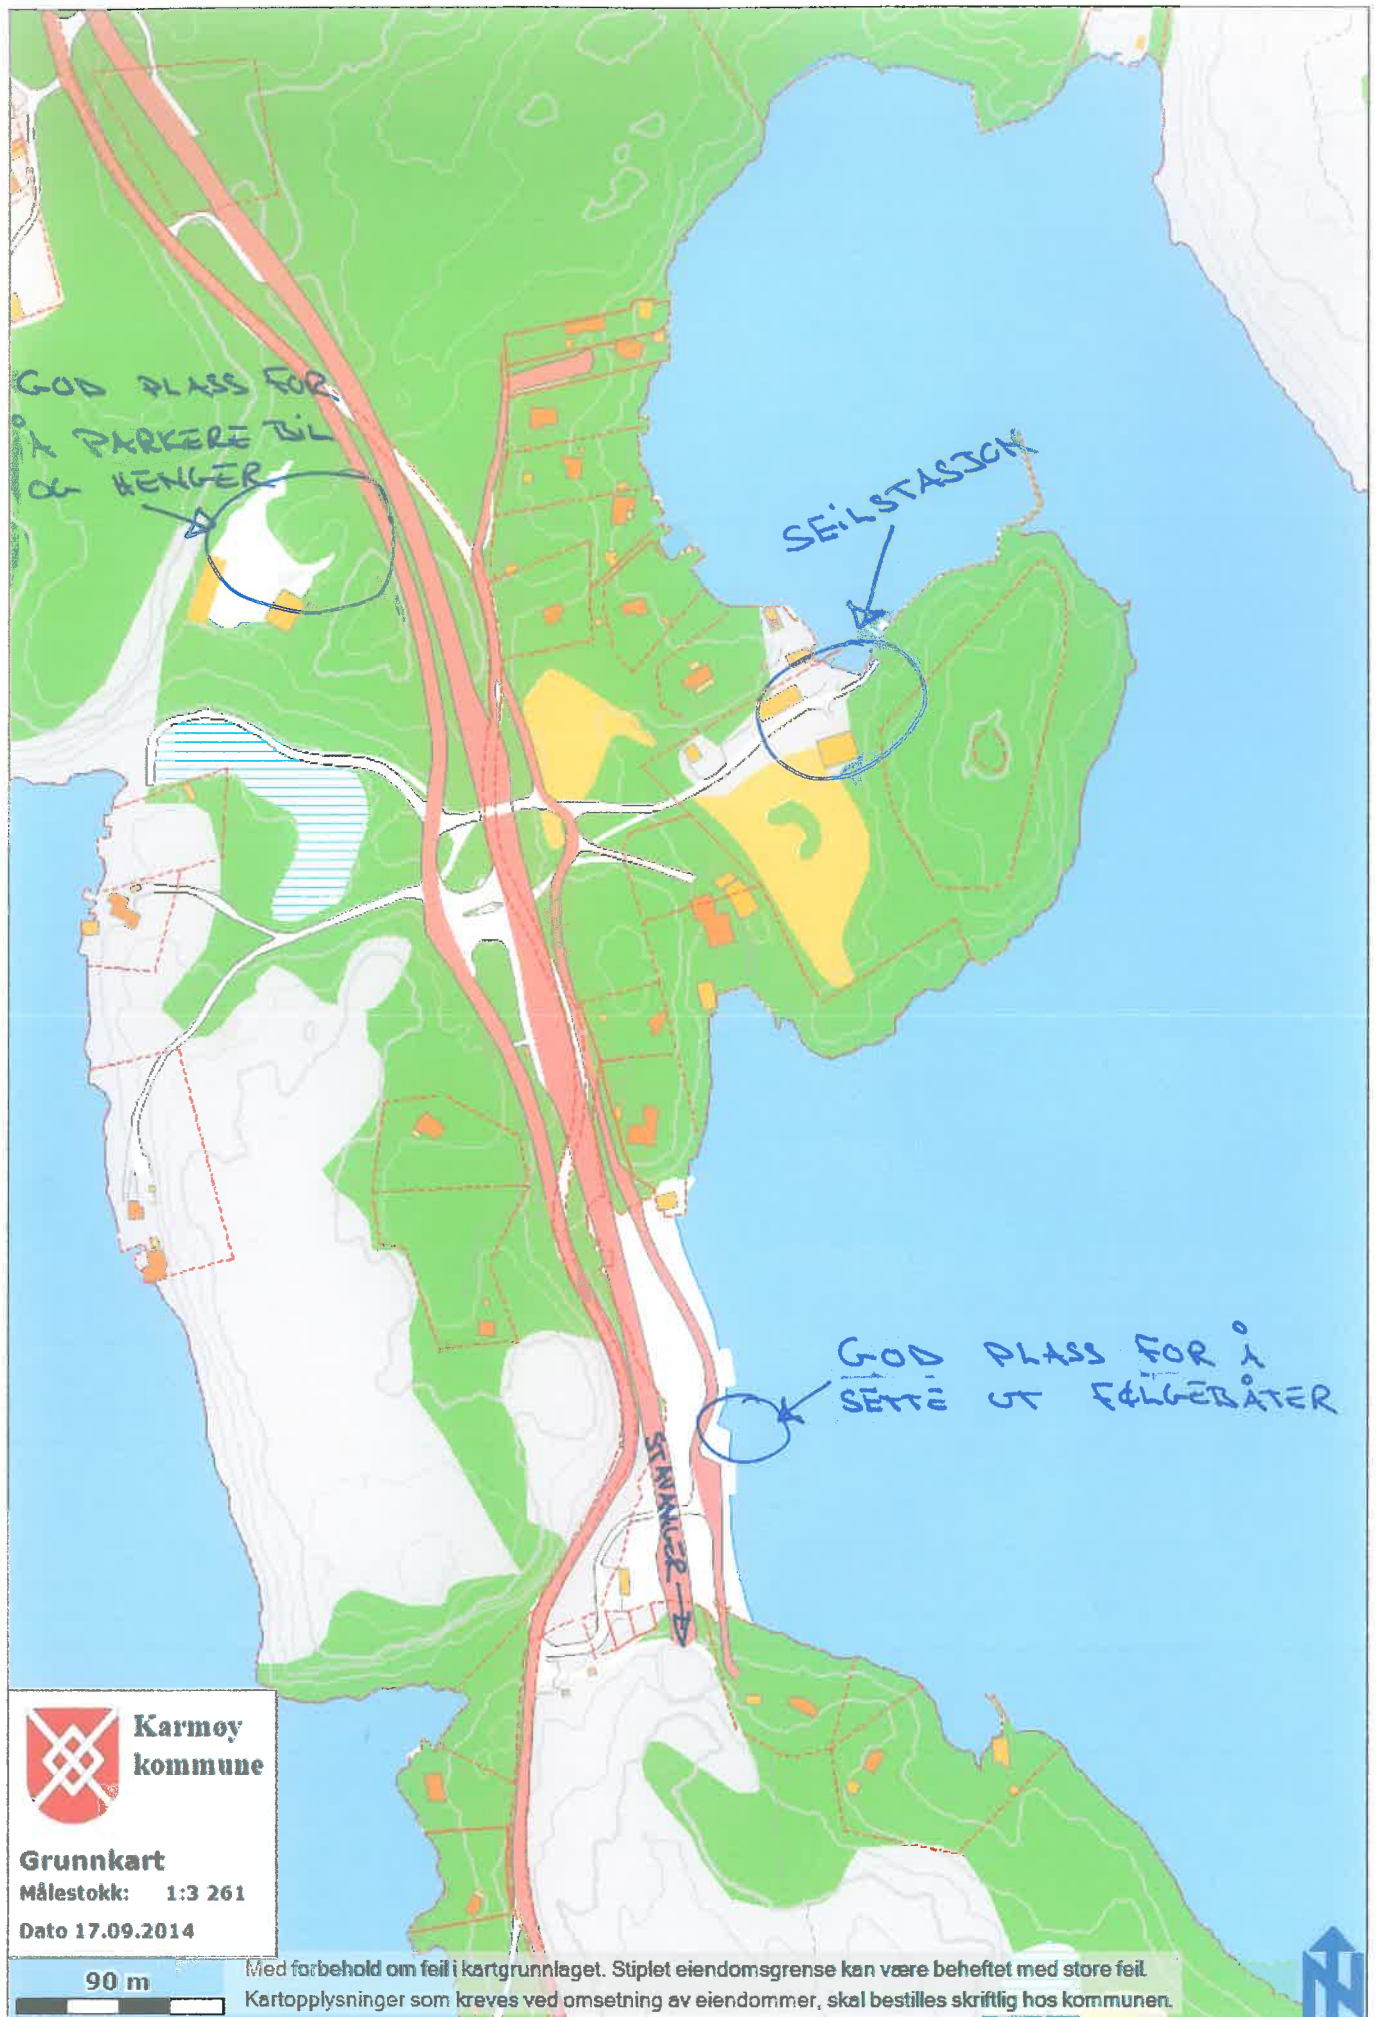 GOD PLASS FOR
Å PARKERE BIL
OG HENGER
SEILSTASJON
GOD PLASS FOR Å
SETTE UT FØLGEBÅTER
STAVANGER
Karmøy
kommune
Grunnkart
Målestokk: 1:3 261
Dato 17.09.2014
90 m
Med forbehold om feil i kartgrunnlaget. Stiplet eiendomsgrense kan være beheftet med store feil.
Kartopplysninger som kreves ved omsetning av eiendommer, skal bestilles skriftlig hos kommunen.
N